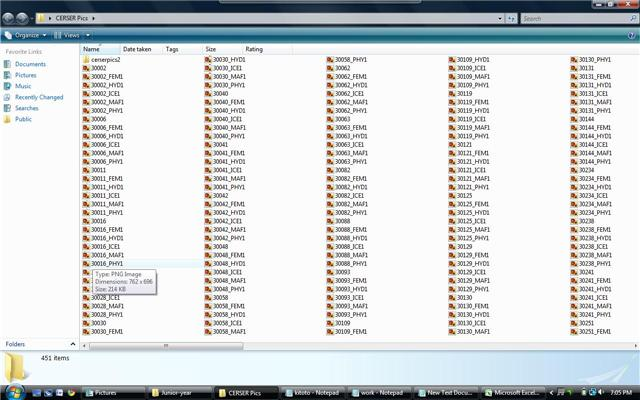 CERSER Pics
Search
Organize
Views
?
Favorite Links
Documents
Pictures
Music
Recently Changed
Searches
Public
Folders
Name
Date taken
Tags
Size
Rating
cerserpics2
30002
30002_FEM1
30002_HYD1
30002_ICE1
30002_MAF1
30002_PHY1
30006
30006_FEM1
30006_HYD1
30006_ICE1
30006_MAF1
30006_PHY1
30011
30011_FEM1
30011_HYD1
30011_ICE1
30011_MAF1
30011_PHY1
30016
30016_FEM1
30016_HYD1
30016_ICE1
30016_MAF1
30016_PHY1
Type: PNG Image
Dimensions: 762 x 696
Size: 214 KB
30028_ICE1
30028_MAF1
30028_PHY1
30030
30030_FEM1
30030_HYD1
30030_ICE1
30030_MAF1
30030_PHY1
30040
30040_FEM1
30040_HYD1
30040_ICE1
30040_MAF1
30040_PHY1
30041
30041_FEM1
30041_HYD1
30041_ICE1
30041_MAF1
30041_PHY1
30042
30042_FEM1
30042_HYD1
30042_ICE1
30042_MAF1
30042_PHY1
30048
30048_FEM1
30048_HYD1
30048_ICE1
30048_MAF1
30048_PHY1
30058
30058_FEM1
30058_HYD1
30058_ICE1
30058_MAF1
30058_PHY1
30062
30062_FEM1
30062_HYD1
30062_ICE1
30062_MAF1
30062_PHY1
30063
30063_FEM1
30063_HYD1
30063_ICE1
30063_MAF1
30063_PHY1
30082
30082_FEM1
30082_HYD1
30082_ICE1
30082_MAF1
30082_PHY1
30088
30088_FEM1
30088_HYD1
30088_ICE1
30088_MAF1
30088_PHY1
30093
30093_FEM1
30093_HYD1
30093_ICE1
30093_MAF1
30093_PHY1
30109
30109_FEM1
30109_HYD1
30109_ICE1
30109_MAF1
30109_PHY1
30119
30119_FEM1
30119_HYD1
30119_ICE1
30119_MAF1
30119_PHY1
30121
30121_FEM1
30121_HYD1
30121_ICE1
30121_MAF1
30121_PHY1
30125
30125_FEM1
30125_HYD1
30125_ICE1
30125_MAF1
30125_PHY1
30129
30129_FEM1
30129_HYD1
30129_ICE1
30129_MAF1
30129_PHY1
30130
30130_FEM1
30130_HYD1
30130_ICE1
30130_MAF1
30130_PHY1
30131
30131_FEM1
30131_HYD1
30131_ICE1
30131_MAF1
30131_PHY1
30144
30144_FEM1
30144_HYD1
30144_ICE1
30144_MAF1
30144_PHY1
30234
30234_FEM1
30234_HYD1
30234_ICE1
30234_MAF1
30234_PHY1
30238
30238_FEM1
30238_HYD1
30238_ICE1
30238_MAF1
30238_PHY1
30241
30241_FEM1
30241_HYD1
30241_ICE1
30241_MAF1
30241_PHY1
30251
30251_FEM1
451 items
Pictures
Junior-year
CERSER Pics
kitoto - Notepad
work - Notepad
New Text Docu...
Microsoft Excel...
7:05 PM